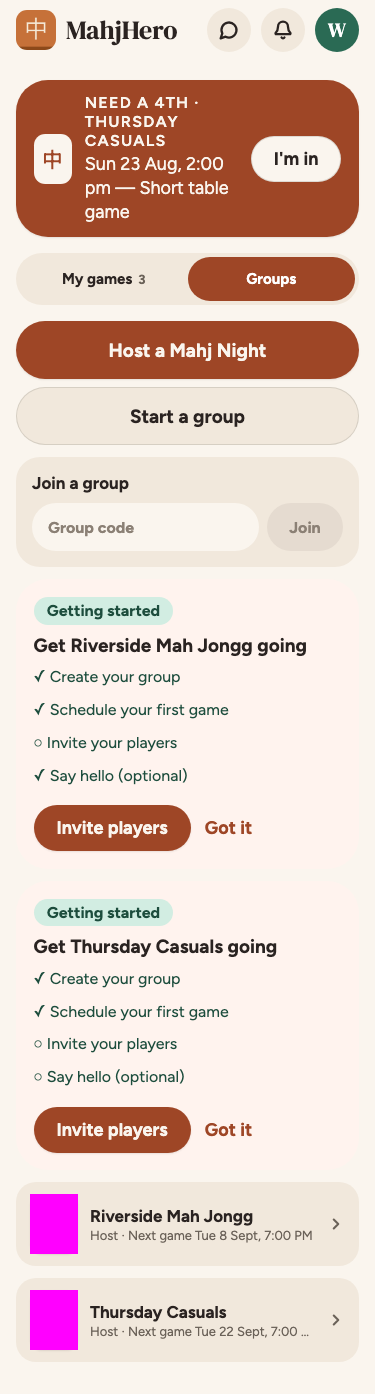 中 MahjHero W
NEED A 4TH ·
THURSDAY
CASUALS
中
Sun 23 Aug, 2:00
pm — Short table
game
I'm in
My games 3
Groups
Host a Mahj Night
Start a group
Join a group
Group code
Join
Getting started
Get Riverside Mah Jongg going
✓ Create your group
✓ Schedule your first game
○ Invite your players
✓ Say hello (optional)
Invite players Got it
Getting started
Get Thursday Casuals going
✓ Create your group
✓ Schedule your first game
○ Invite your players
○ Say hello (optional)
Invite players Got it
Riverside Mah Jongg
Host · Next game Tue 8 Sept, 7:00 PM
Thursday Casuals
Host · Next game Tue 22 Sept, 7:00 ...